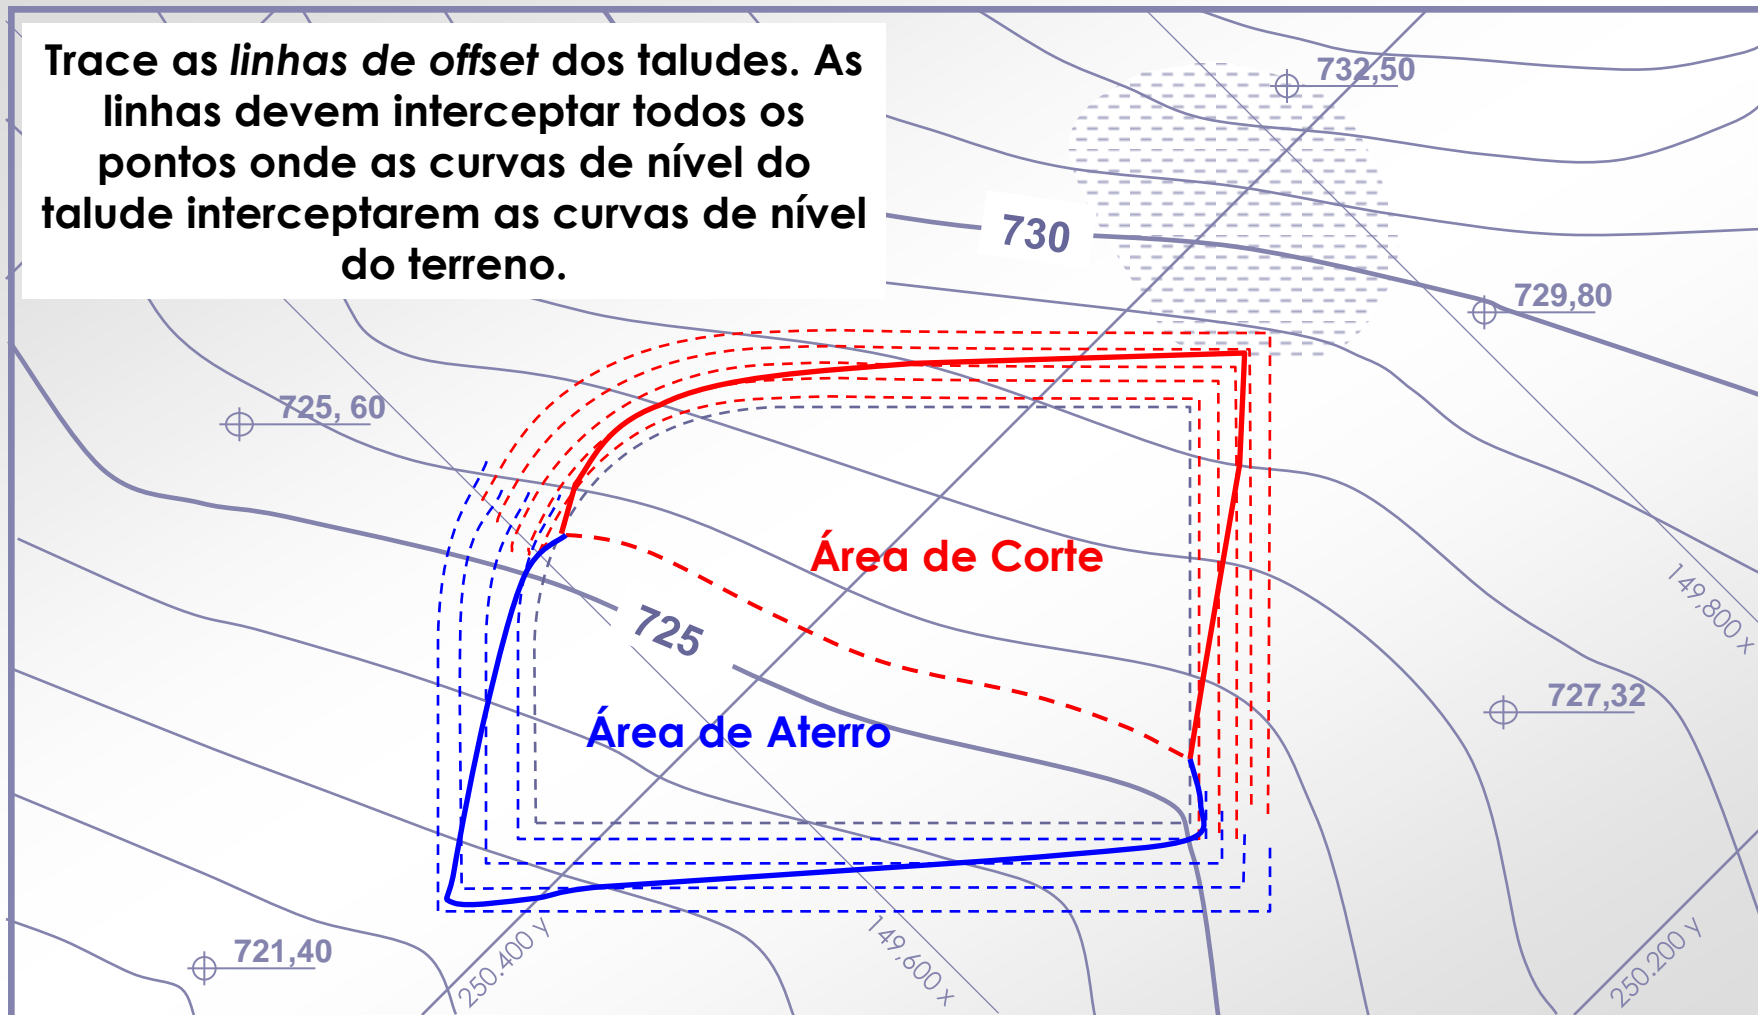 Trace as linhas de offset dos taludes. As
linhas devem interceptar todos os
pontos onde as curvas de nível do
talude interceptarem as curvas de nível
do terreno.
732,50
730
729,80
725, 60
Área de Corte
149,800 x
725
727,32
Área de Aterro
721,40
250.400 y
149,600 x
250.200 y